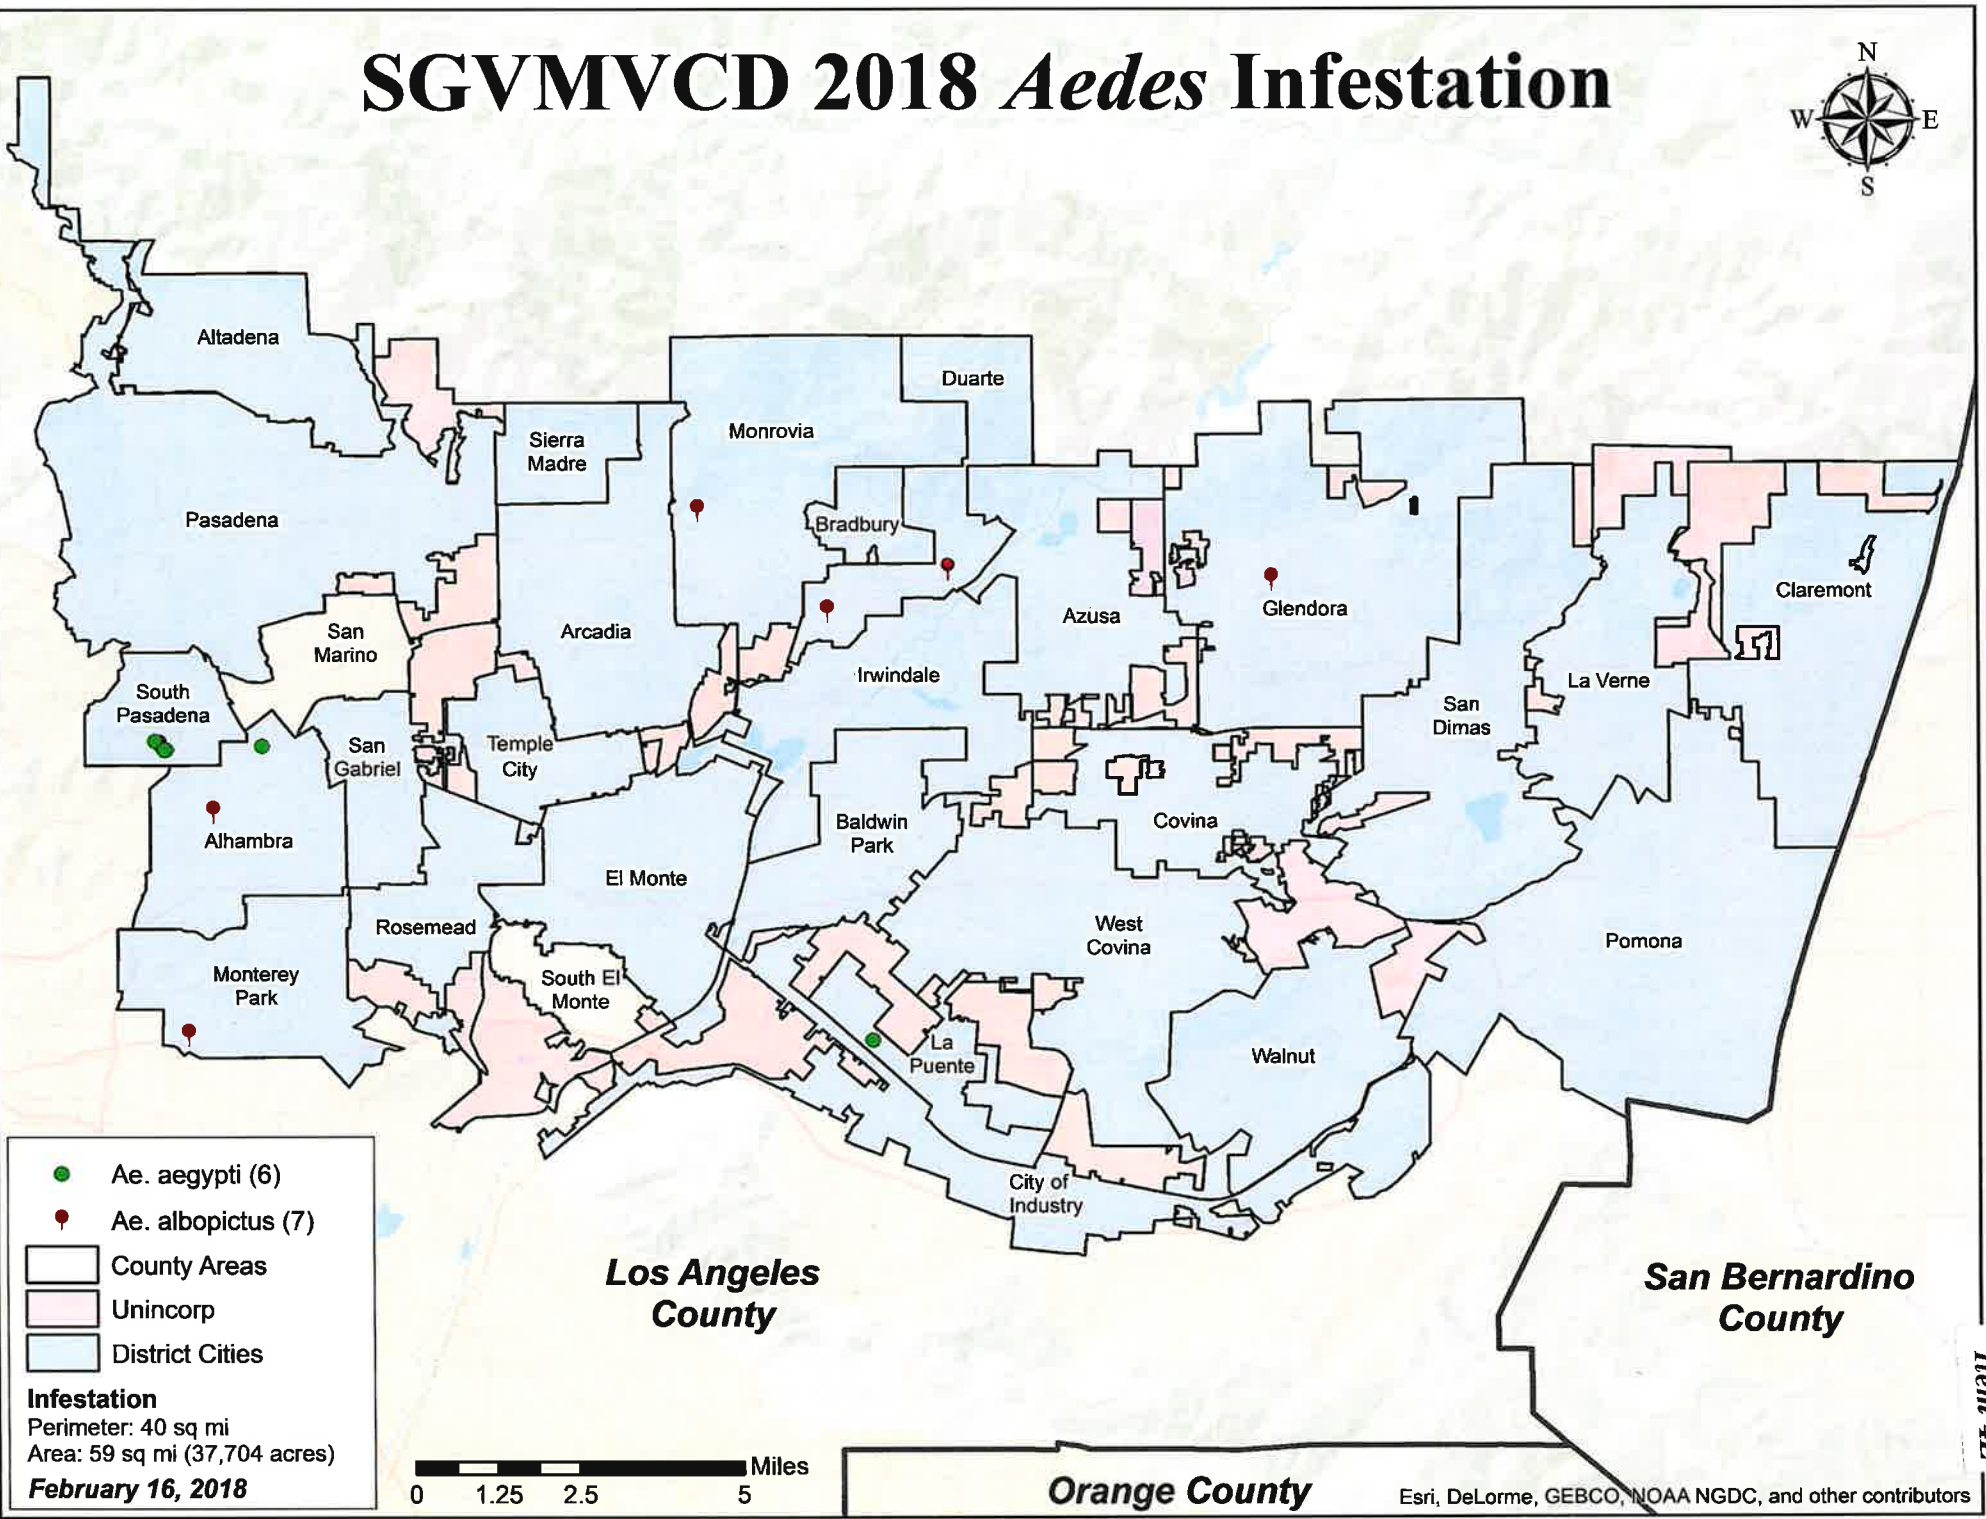 SGVMVCD 2018 Aedes Infestation
N
W
E
S
Altadena
Duarte
Monrovia
Sierra
Madre
Pasadena
Bradbury
Claremont
Glendora
Azusa
San
Marino
Arcadia
Irwindale
La Verne
South
Pasadena
San
Dimas
San
Gabriel
Temple
City
Baldwin
Park
Covina
Alhambra
El Monte
Rosemead
West
Covina
Pomona
Monterey
Park
South El
Monte
La
Puente
Walnut
City of
Industry
Ae. aegypti (6)
Ae. albopictus (7)
County Areas
Unincorp
District Cities
Infestation
Perimeter: 40 sq mi
Area: 59 sq mi (37,704 acres)
February 16, 2018
Los Angeles
County
San Bernardino
County
Miles
0 1.25 2.5 5
Orange County
Esri, DeLorme, GEBCO, NOAA NGDC, and other contributors